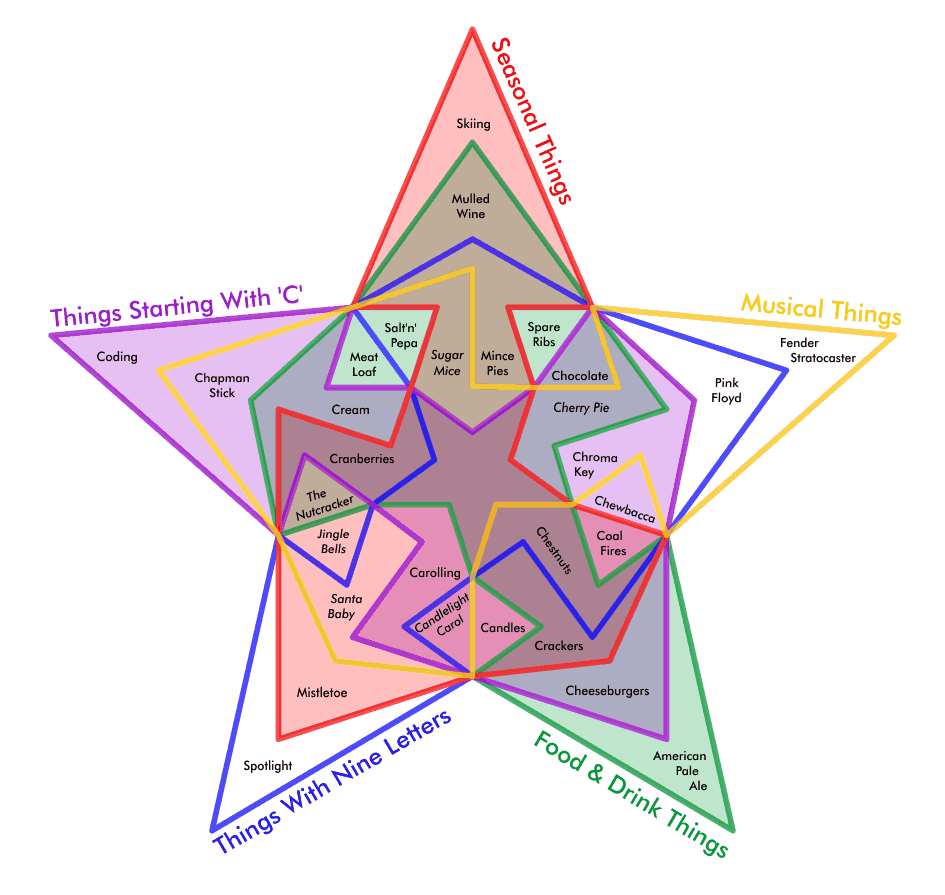 Seasonal Things
Skiing
Mulled
Wine
Things Starting With 'C'
Musical Things
Coding
Chapman
Stick
Salt'n'
Pepa
Meat
Loaf
Sugar
Mice
Mince
Pies
Spare
Ribs
Chocolate
Cherry Pie
Fender
Stratocaster
Pink
Floyd
Cream
Cranberries
Chroma
Key
The
Nutcracker
Chewbacca
Jingle
Bells
Chestnuts
Coal
Fires
Santa
Baby
Carolling
Candlelight
Carol
Candles
Crackers
Mistletoe
Cheeseburgers
Spotlight
American
Pale
Ale
Things With Nine Letters
Food & Drink Things